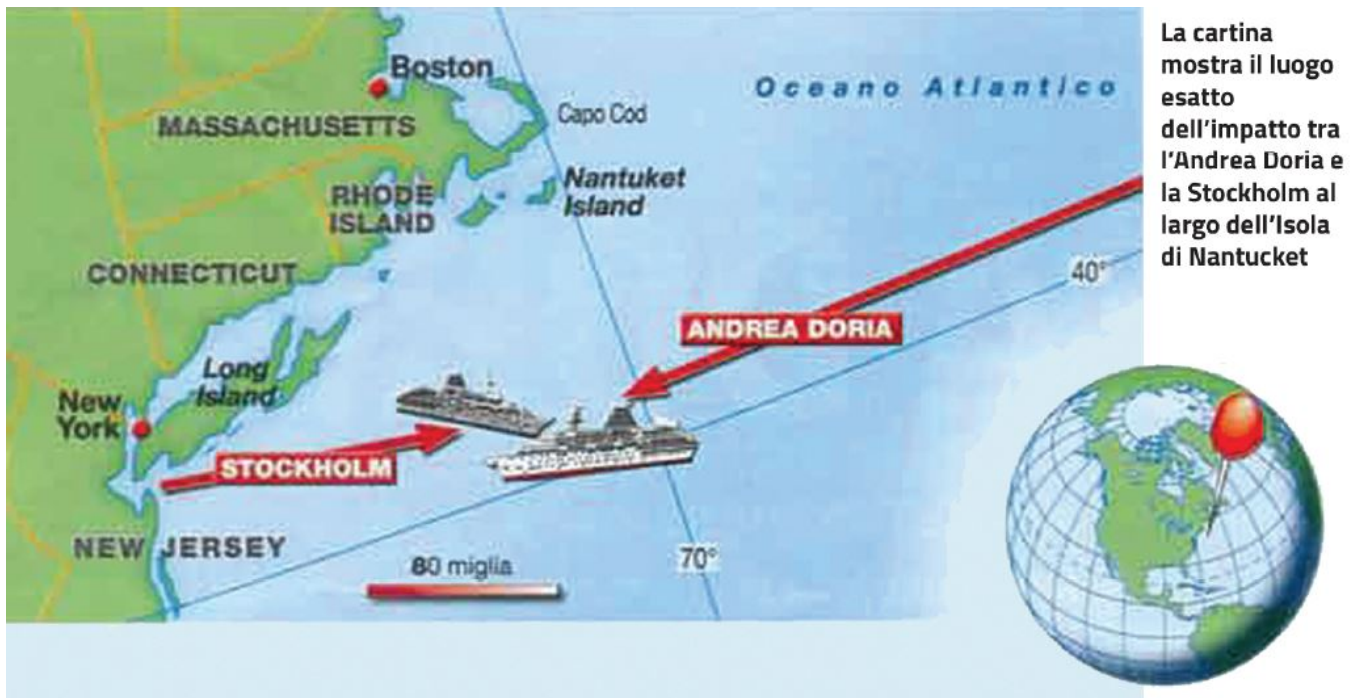 Boston
MASSACHUSETTS
Capo Cod
Oceano Atlantico
RHODE
ISLAND
Nantuket
Island
CONNECTICUT
40°
ANDREA DORIA
Long
Island
New
York
STOCKHOLM
NEW JERSEY
80 miglia
70°
La cartina
mostra il luogo
esatto
dell'impatto tra
l'Andrea Doria e
la Stockholm al
largo dell'Isola
di Nantucket